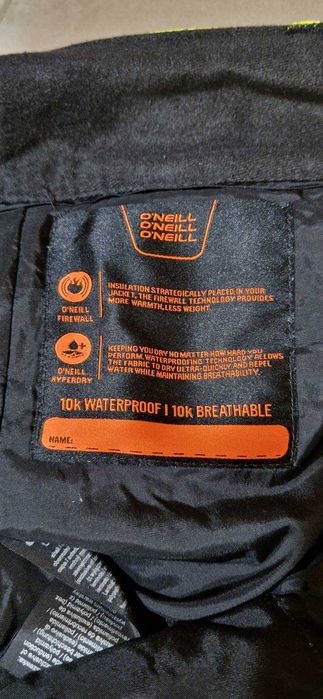 O'NEILL
O'NEILL
O'NEILL
O'NEILL
FIREWALL
INSULATION STRATEGICALLY PLACED IN YOUR
JACKET, THE FIREWALL TECHNOLOGY PROVIDES
MORE WARMTH, LESS WEIGHT.
O'NEILL
HYPERDRY
KEEPING YOU DRY NO MATTER HOW HARD YOU
PERFORM. WATERPROOFING TECHNOLOGY ALLOWS
THE FABRIC TO DRY ULTRA-QUICKLY AND REPEL
WATER WHILE MAINTAINING BREATHABILITY.
10K WATERPROOF | 10K BREATHABLE
NAME: